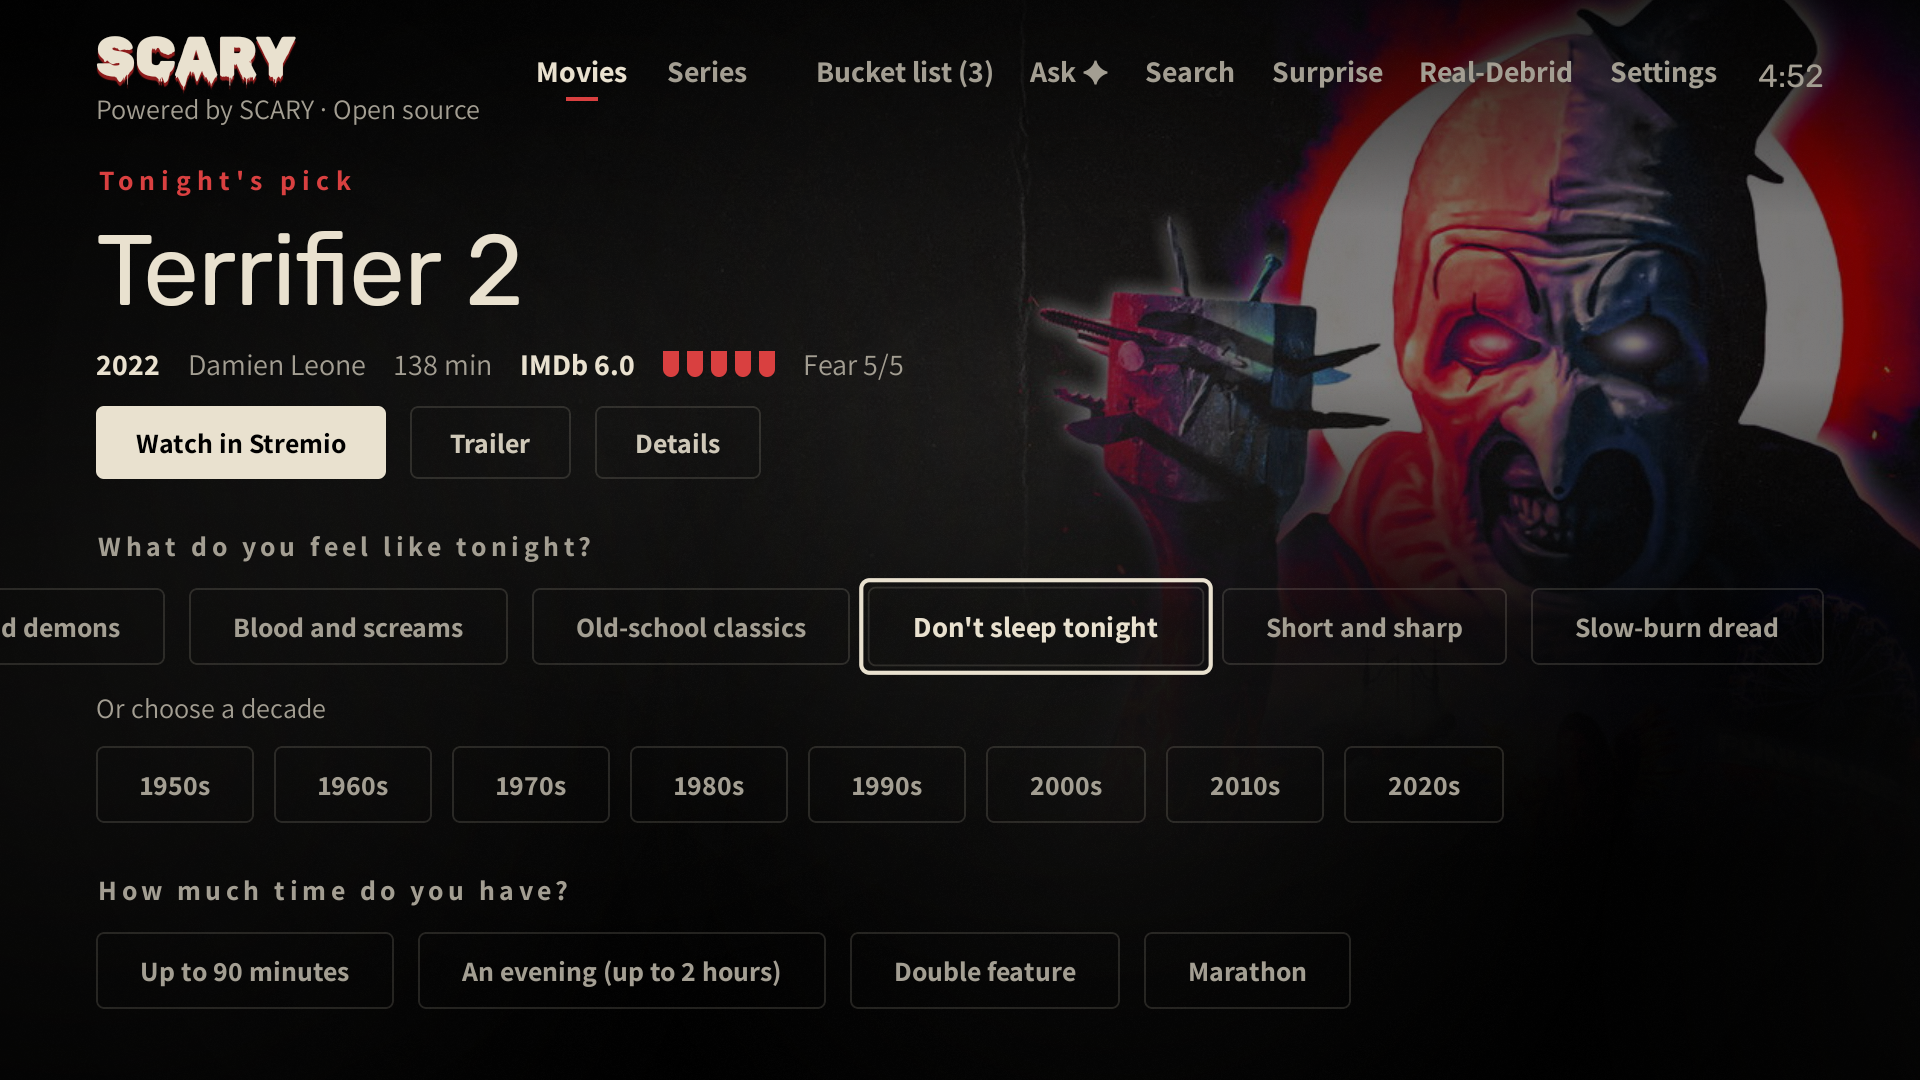 SCARY
Powered by SCARY · Open source
Movies Series Bucket list (3) Ask ✦ Search Surprise Real-Debrid Settings 4:52
Tonight's pick
Terrifier 2
2022 Damien Leone 138 min IMDb 6.0 Fear 5/5
Watch in Stremio Trailer Details
What do you feel like tonight?
d demons Blood and screams Old-school classics Don't sleep tonight Short and sharp Slow-burn dread
Or choose a decade
1950s 1960s 1970s 1980s 1990s 2000s 2010s 2020s
How much time do you have?
Up to 90 minutes An evening (up to 2 hours) Double feature Marathon